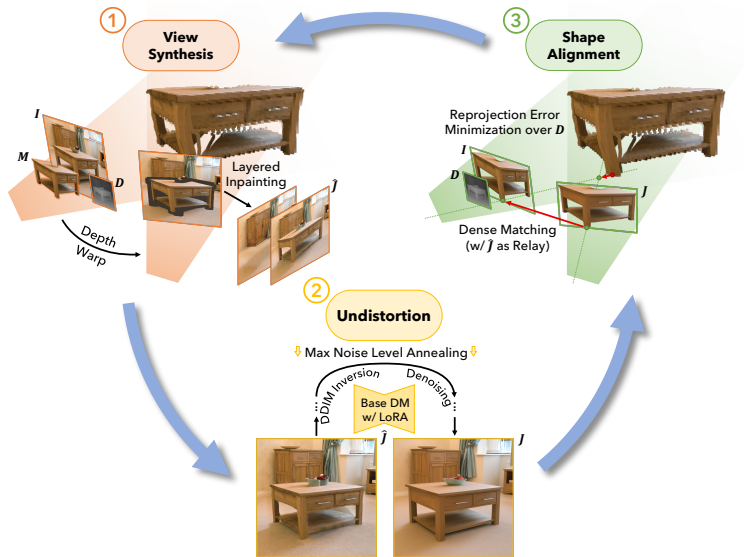 1
View
Synthesis
I
M
D
Depth
Warp
Layered
Inpainting
Ĵ
3
Shape
Alignment
Reprojection Error
Minimization over D
I
D
J
Dense Matching
(w/ Ĵ as Relay)
2
Undistortion
Max Noise Level Annealing
DDIM Inversion
Denoising
...
...
Base DM
w/ LoRA
Ĵ
J